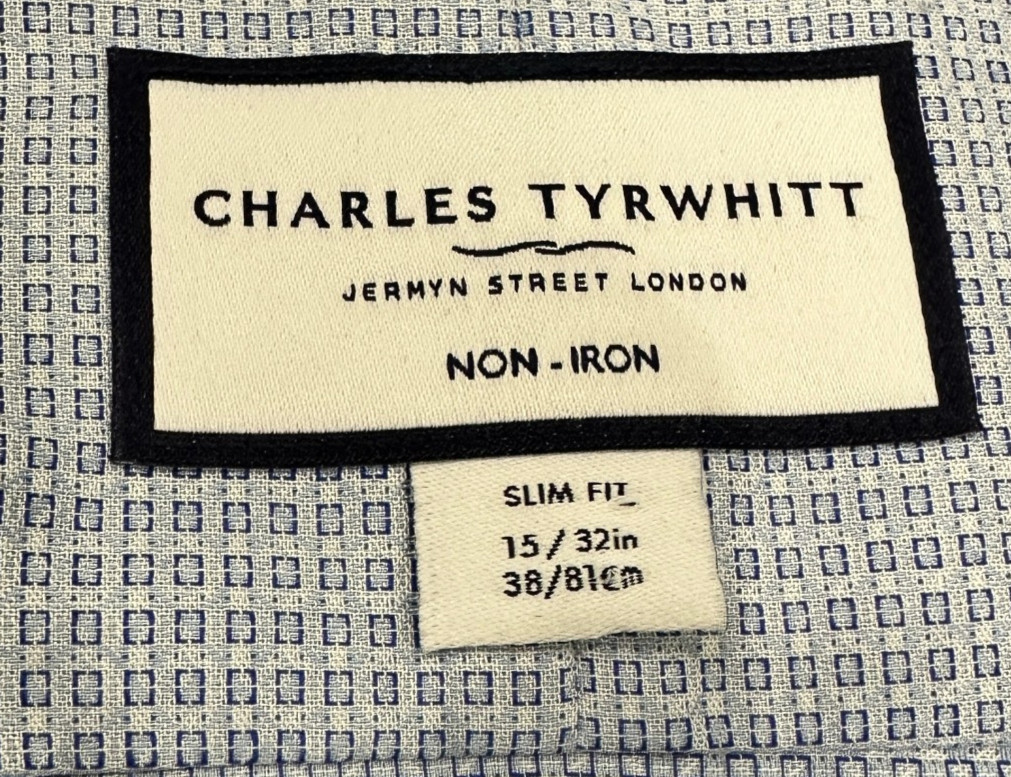 CHARLES TYRWHITT
JERMYN STREET LONDON
NON-IRON
SLIM FIT
15/32in
38/81cm